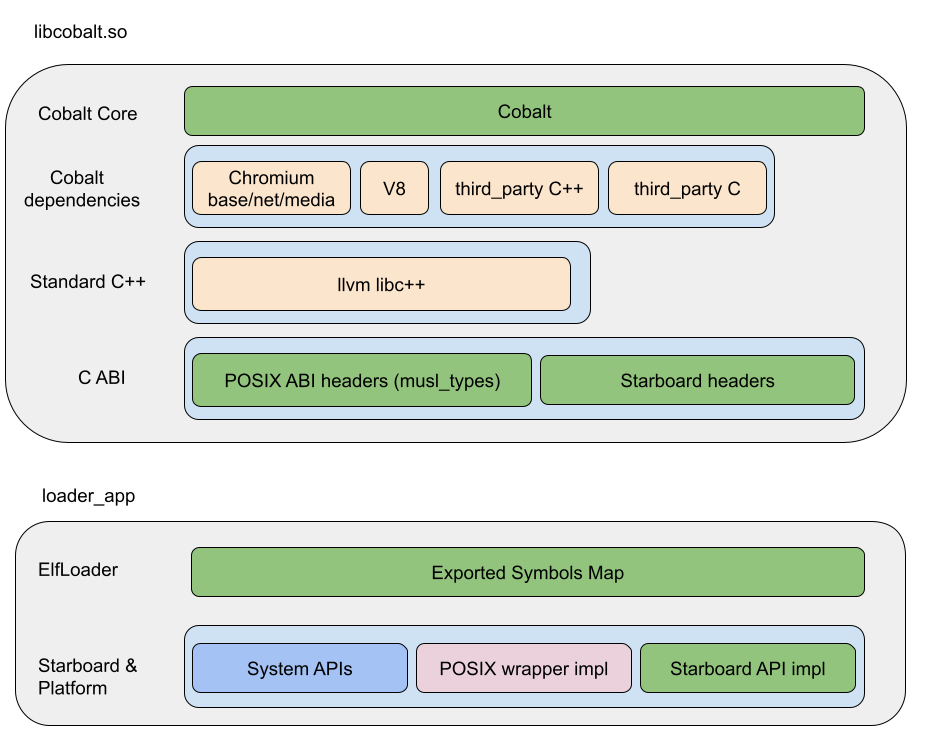 libcobalt.so
Cobalt Core
Cobalt
Cobalt
dependencies
Chromium
base/net/media
V8
third_party C++
third_party C
Standard C++
llvm libc++
C ABI
POSIX ABI headers (musl_types)
Starboard headers
loader_app
ElfLoader
Exported Symbols Map
Starboard &
Platform
System APIs
POSIX wrapper impl
Starboard API impl